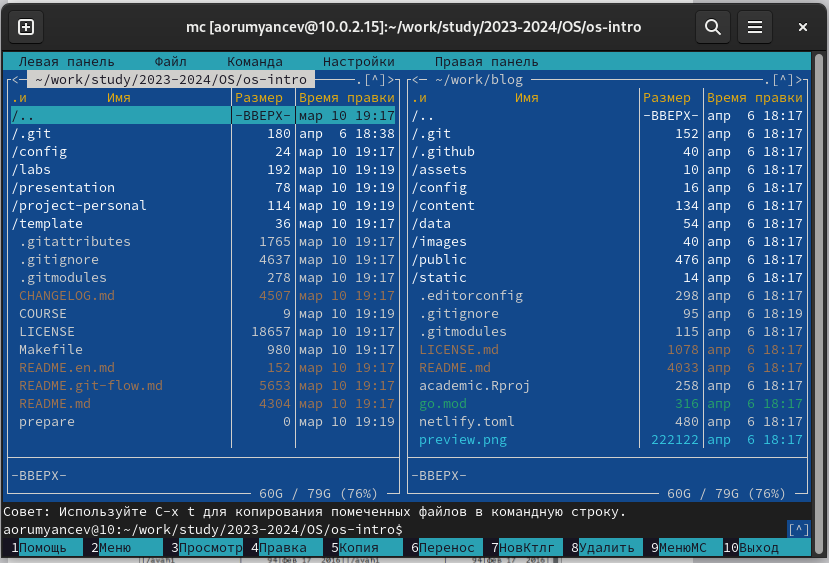 mc [aorumyancev@10.0.2.15]:~/work/study/2023-2024/OS/os-intro
Левая панель Файл Команда Настройки Правая панель
<─ ~/work/study/2023-2024/OS/os-intro ─.[^]>
.и Имя Размер Время правки
/.. -ВВЕРХ- мар 10 19:17
/.git 180 апр 6 18:38
/config 24 мар 10 19:17
/labs 192 мар 10 19:19
/presentation 78 мар 10 19:19
/project-personal 114 мар 10 19:19
/template 36 мар 10 19:17
.gitattributes 1765 мар 10 19:17
.gitignore 4637 мар 10 19:17
.gitmodules 278 мар 10 19:17
CHANGELOG.md 4507 мар 10 19:17
COURSE 9 мар 10 19:19
LICENSE 18657 мар 10 19:17
Makefile 980 мар 10 19:17
README.en.md 152 мар 10 19:17
README.git-flow.md 5653 мар 10 19:17
README.md 4304 мар 10 19:17
prepare 0 мар 10 19:19
-ВВЕРХ-
60G / 79G (76%)
<─ ~/work/blog ─.[^]>
.и Имя Размер Время правки
/.. -ВВЕРХ- апр 6 18:17
/.git 152 апр 6 18:17
/.github 40 апр 6 18:17
/assets 10 апр 6 18:17
/config 16 апр 6 18:17
/content 134 апр 6 18:17
/data 54 апр 6 18:17
/images 40 апр 6 18:17
/public 476 апр 6 18:17
/static 14 апр 6 18:17
.editorconfig 298 апр 6 18:17
.gitignore 95 апр 6 18:19
.gitmodules 115 апр 6 18:17
LICENSE.md 1078 апр 6 18:17
README.md 4033 апр 6 18:17
academic.Rproj 258 апр 6 18:17
go.mod 316 апр 6 18:17
netlify.toml 480 апр 6 18:17
preview.png 222122 апр 6 18:17
-ВВЕРХ-
60G / 79G (76%)
Совет: Используйте C-x t для копирования помеченных файлов в командную строку.
aorumyancev@10:~/work/study/2023-2024/OS/os-intro$ [^]
1Помощь 2Меню 3Просмотр 4Правка 5Копия 6Перенос 7НовКтлг 8Удалить 9МенюMC 10Выход